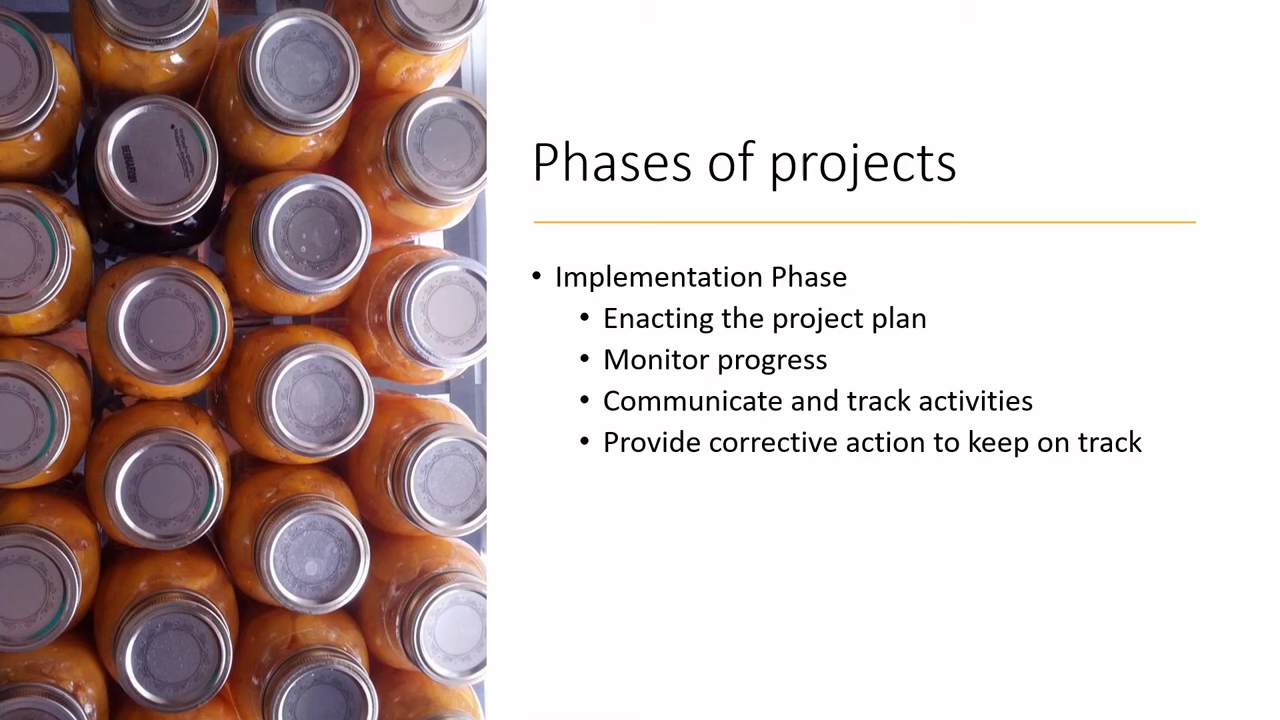 Phases of projects
• Implementation Phase
• Enacting the project plan
• Monitor progress
• Communicate and track activities
• Provide corrective action to keep on track
BERNARDIN